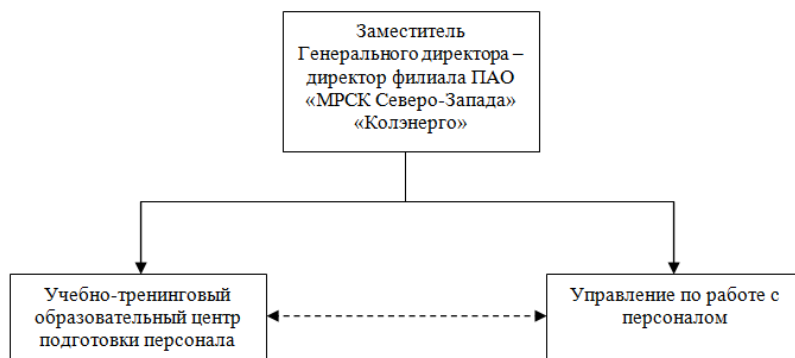 Заместитель
Генерального директора –
директор филиала ПАО
«МРСК Северо-Запада»
«Колэнерго»
Учебно-тренинговый
образовательный центр
подготовки персонала
Управление по работе с
персоналом